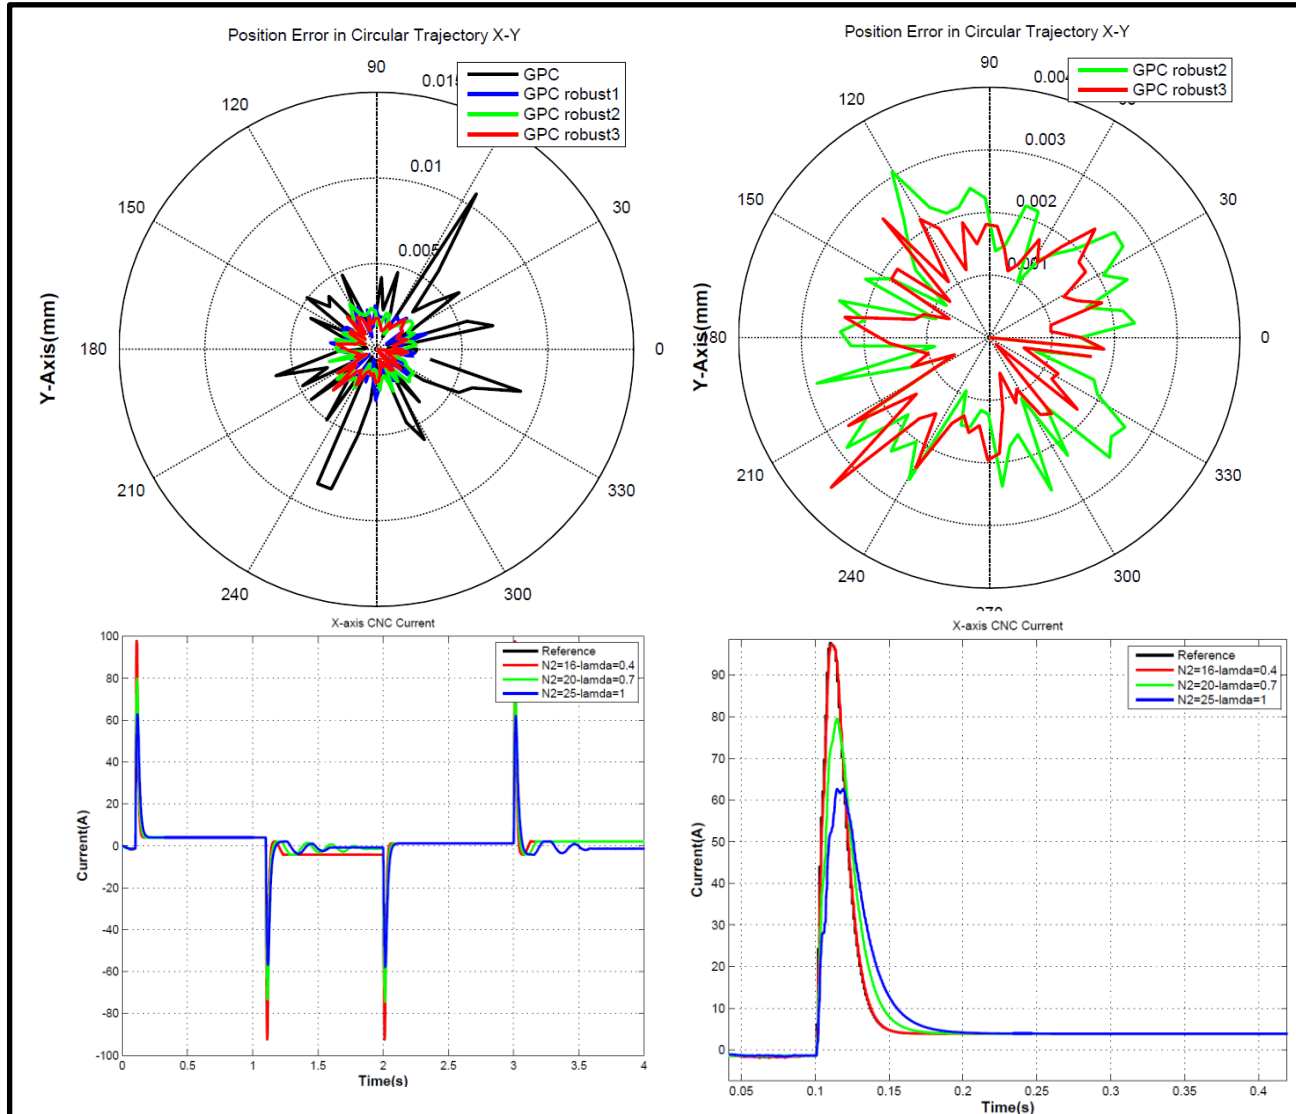 Position Error in Circular Trajectory X-Y
90
0.015
120
GPC
GPC robust1
GPC robust2
GPC robust3
0.01
150
30
0.005
Y-Axis(mm)
180
0
210
330
240
300
Position Error in Circular Trajectory X-Y
90
0.004
120
GPC robust2
GPC robust3
0.003
150
30
0.002
0.001
Y-Axis(mm)
180
0
210
330
240
300
270
X-axis CNC Current
100
80
60
40
20
0
-20
-40
-60
-80
-100
Current(A)
Reference
N2=16-lamda=0.4
N2=20-lamda=0.7
N2=25-lamda=1
0 0.5 1 1.5 2 2.5 3 3.5 4
Time(s)
X-axis CNC Current
90
80
70
60
50
40
30
20
10
0
Current(A)
Reference
N2=16-lamda=0.4
N2=20-lamda=0.7
N2=25-lamda=1
0.05 0.1 0.15 0.2 0.25 0.3 0.35 0.4
Time(s)